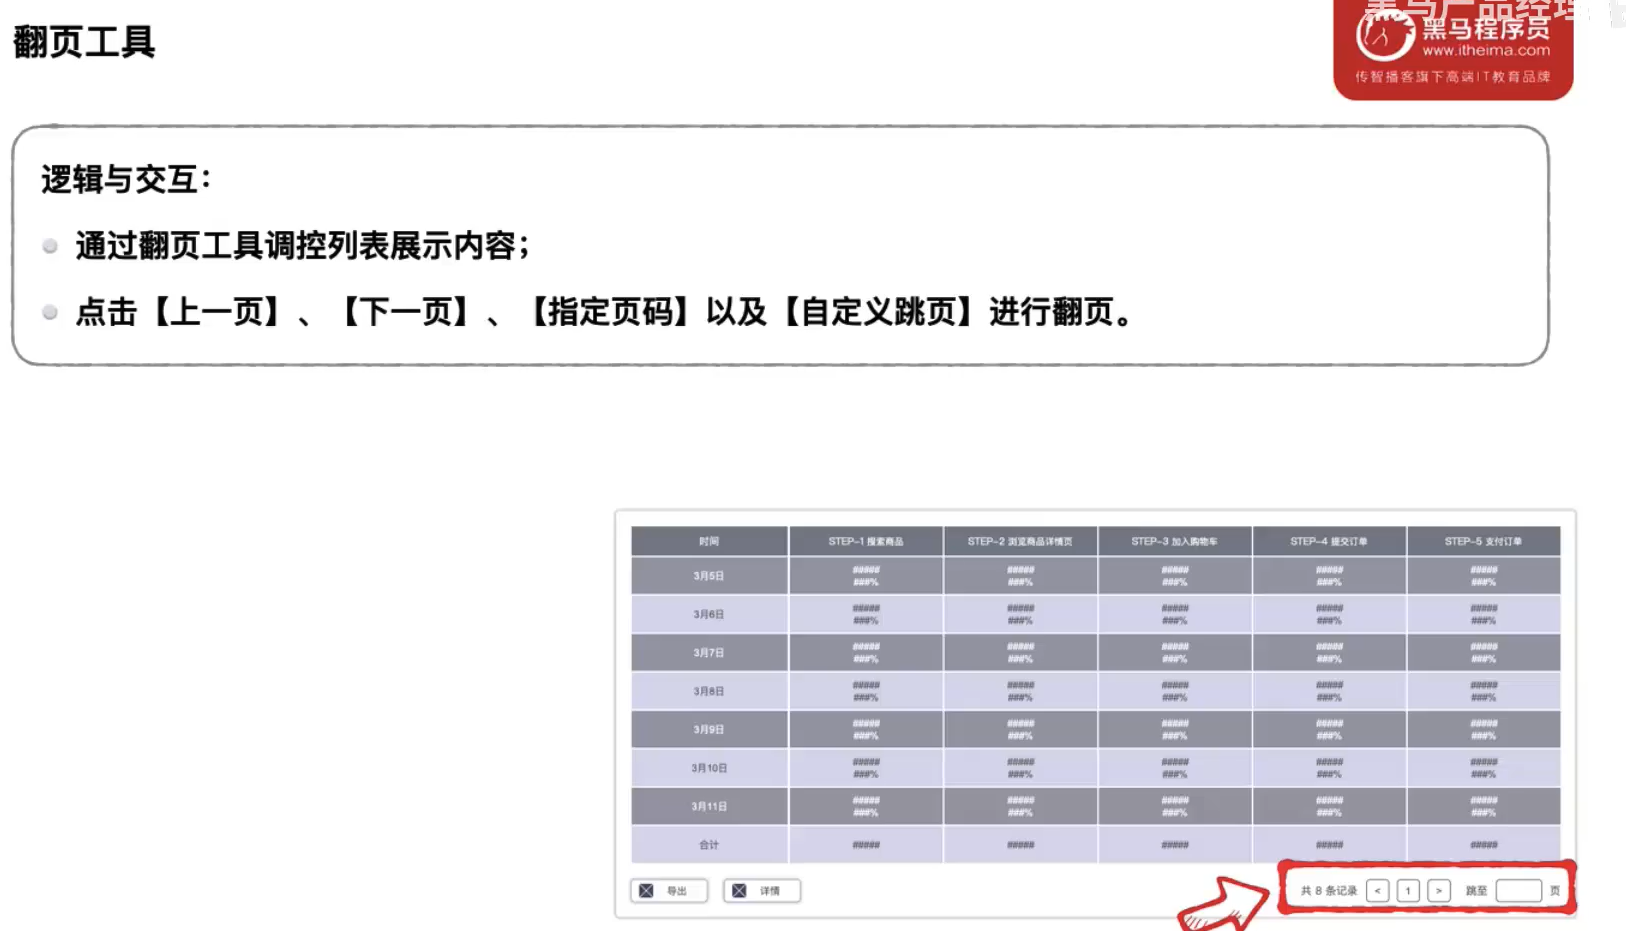 翻页工具
黑马产品经理
黑马程序员
www.itheima.com
传智播客旗下高端IT教育品牌
逻辑与交互：
通过翻页工具调控列表展示内容；
点击【上一页】、【下一页】、【指定页码】以及【自定义跳页】进行翻页。
时间 STEP-1 搜索商品 STEP-2 浏览商品详情页 STEP-3 加入购物车 STEP-4 提交订单 STEP-5 支付订单
3月5日 ##### ##### ##### ##### #####
###% ###% ###% ###% ###%
3月6日 ##### ##### ##### ##### #####
###% ###% ###% ###% ###%
3月7日 ##### ##### ##### ##### #####
###% ###% ###% ###% ###%
3月8日 ##### ##### ##### ##### #####
###% ###% ###% ###% ###%
3月9日 ##### ##### ##### ##### #####
###% ###% ###% ###% ###%
3月10日 ##### ##### ##### ##### #####
###% ###% ###% ###% ###%
3月11日 ##### ##### ##### ##### #####
###% ###% ###% ###% ###%
合计 ##### ##### ##### ##### #####
导出 详情 共 8 条记录 < 1 > 跳至 页